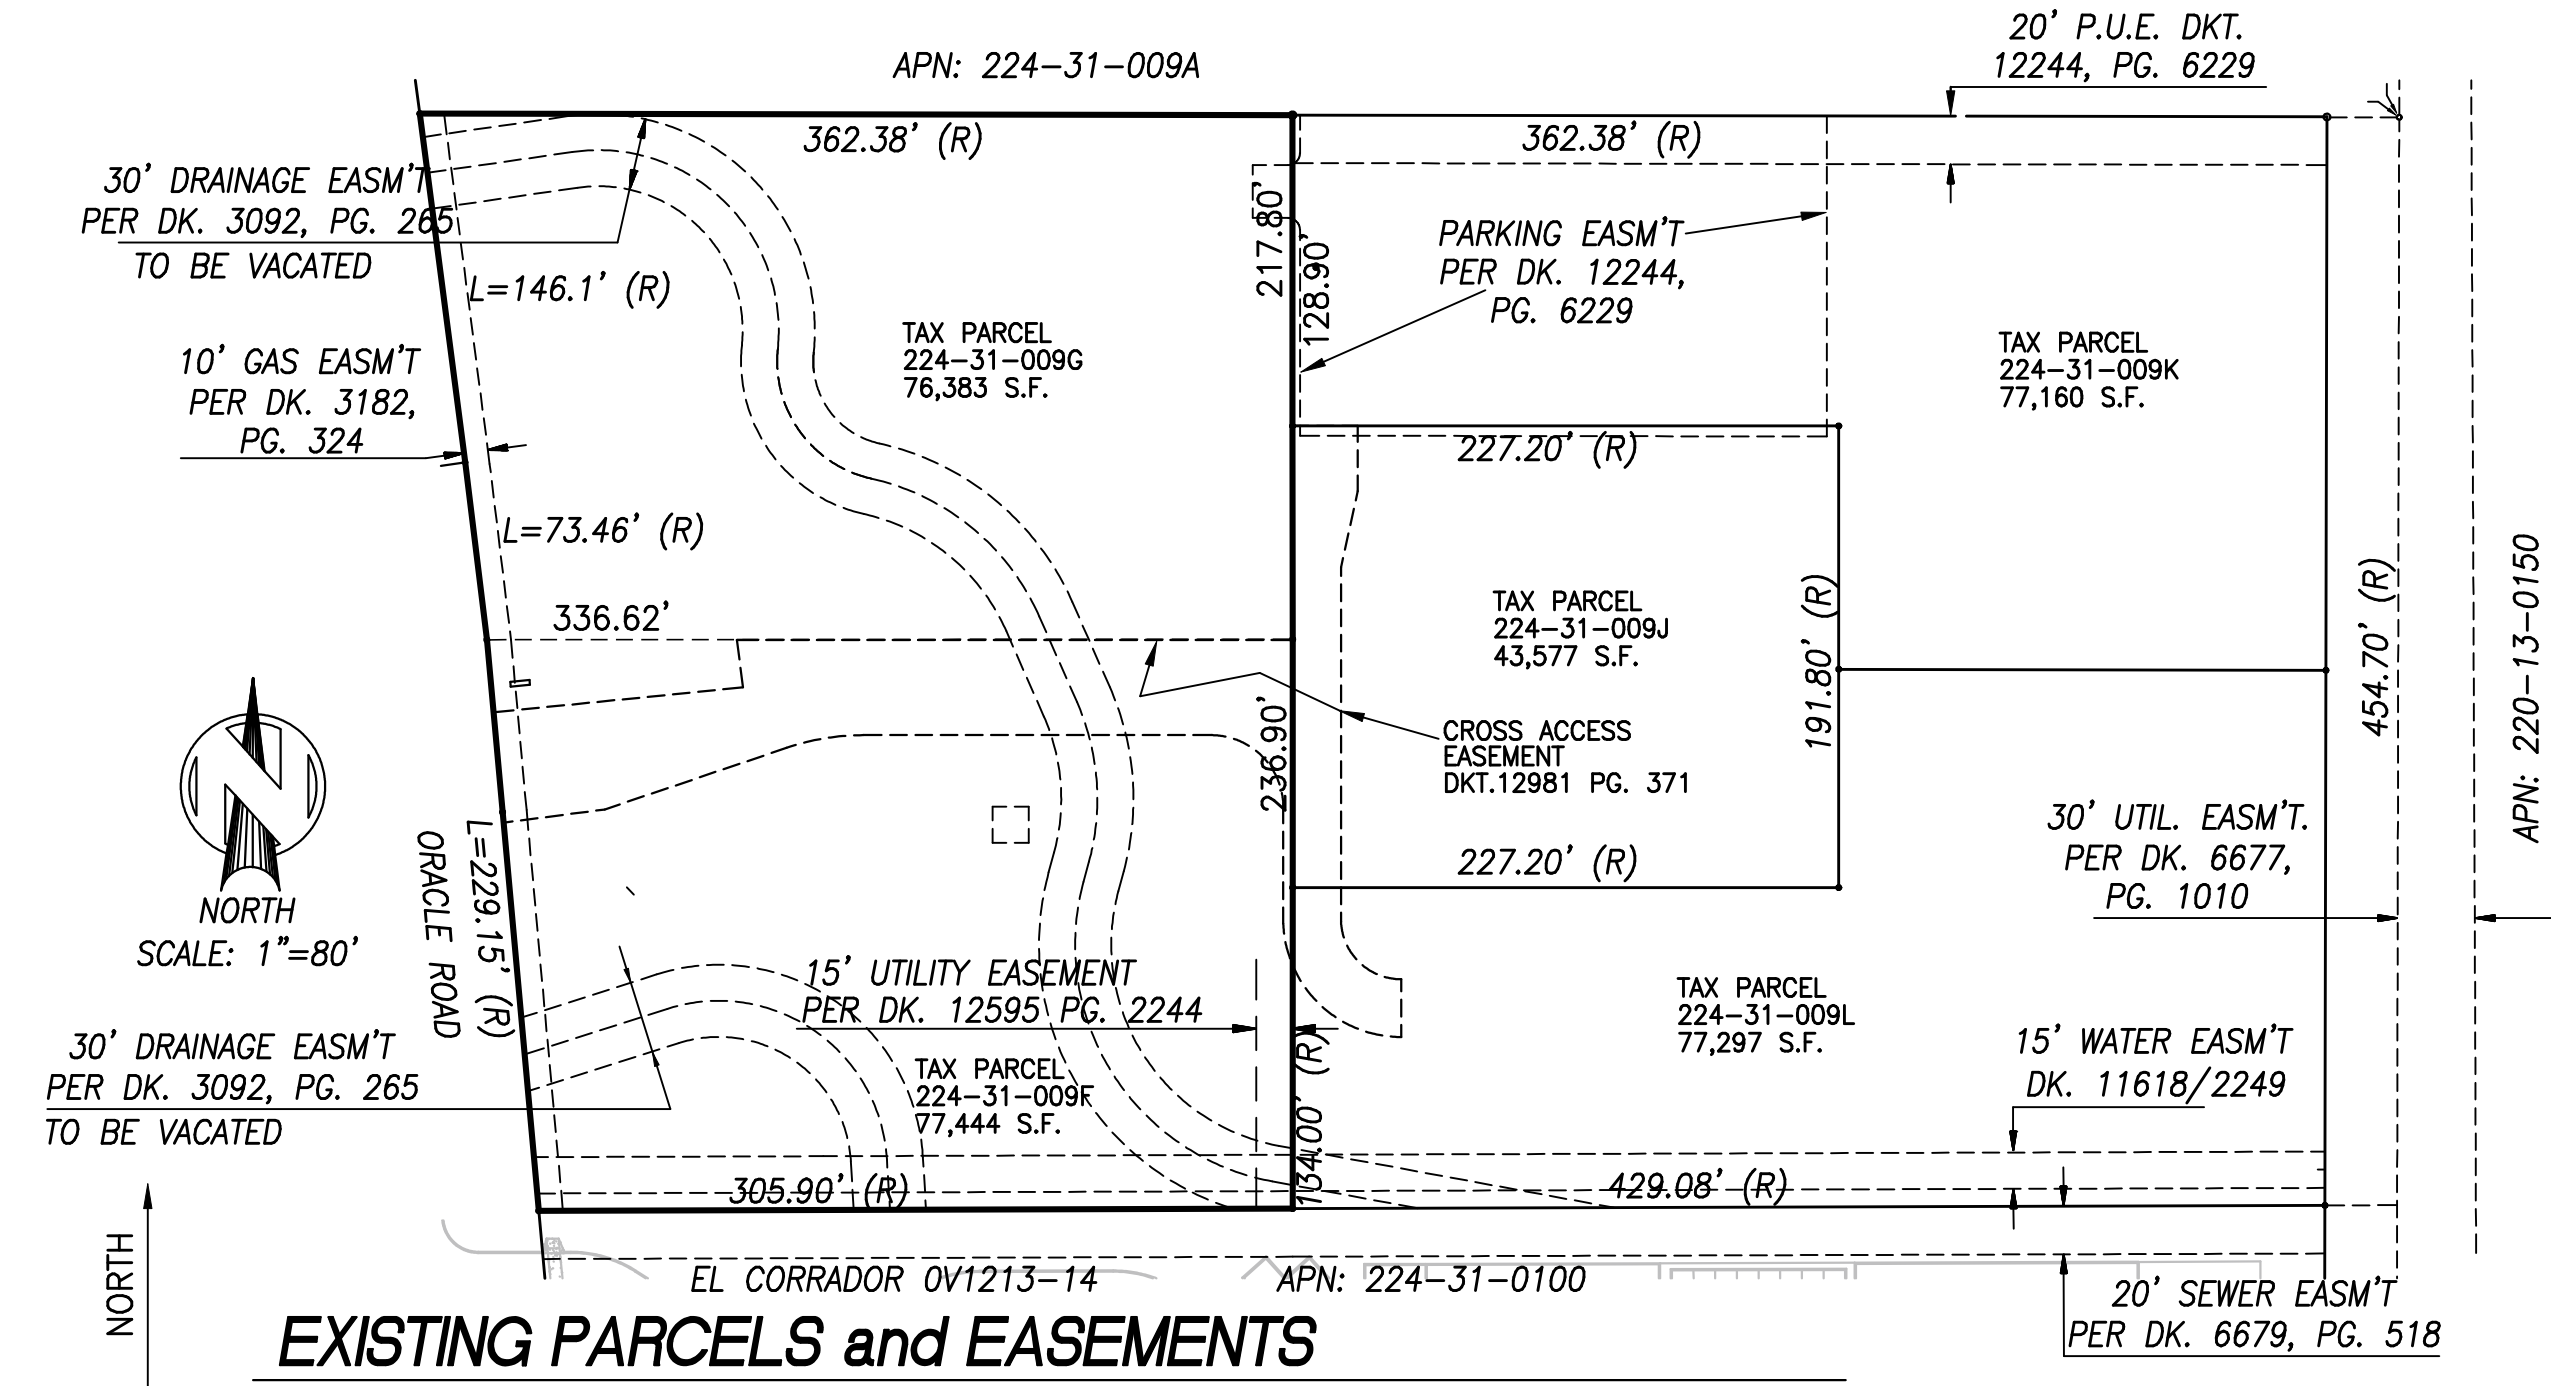 APN: 224-31-009A
20' P.U.E. DKT.
12244, PG. 6229
362.38' (R)
362.38' (R)
30' DRAINAGE EASM'T
PER DK. 3092, PG. 265
TO BE VACATED
L=146.1' (R)
217.80'
128.90'
PARKING EASM'T
PER DK. 12244,
PG. 6229
TAX PARCEL
224-31-009G
76,383 S.F.
TAX PARCEL
224-31-009K
77,160 S.F.
10' GAS EASM'T
PER DK. 3182,
PG. 324
227.20' (R)
L=73.46' (R)
336.62'
TAX PARCEL
224-31-009J
43,577 S.F.
191.80' (R)
454.70' (R)
APN: 220-13-0150
236.90'
CROSS ACCESS
EASEMENT
DKT.12981 PG. 371
30' UTIL. EASM'T.
PER DK. 6677,
PG. 1010
227.20' (R)
N
NORTH
SCALE: 1"=80'
ORACLE ROAD
L=229.15' (R)
15' UTILITY EASEMENT
PER DK. 12595 PG. 2244
TAX PARCEL
224-31-009L
77,297 S.F.
15' WATER EASM'T
DK. 11618/2249
30' DRAINAGE EASM'T
PER DK. 3092, PG. 265
TO BE VACATED
TAX PARCEL
224-31-009F
77,444 S.F.
134.00' (R)
305.90' (R)
429.08' (R)
NORTH
EL CORRADOR OV1213-14
APN: 224-31-0100
20' SEWER EASM'T
PER DK. 6679, PG. 518
EXISTING PARCELS and EASEMENTS